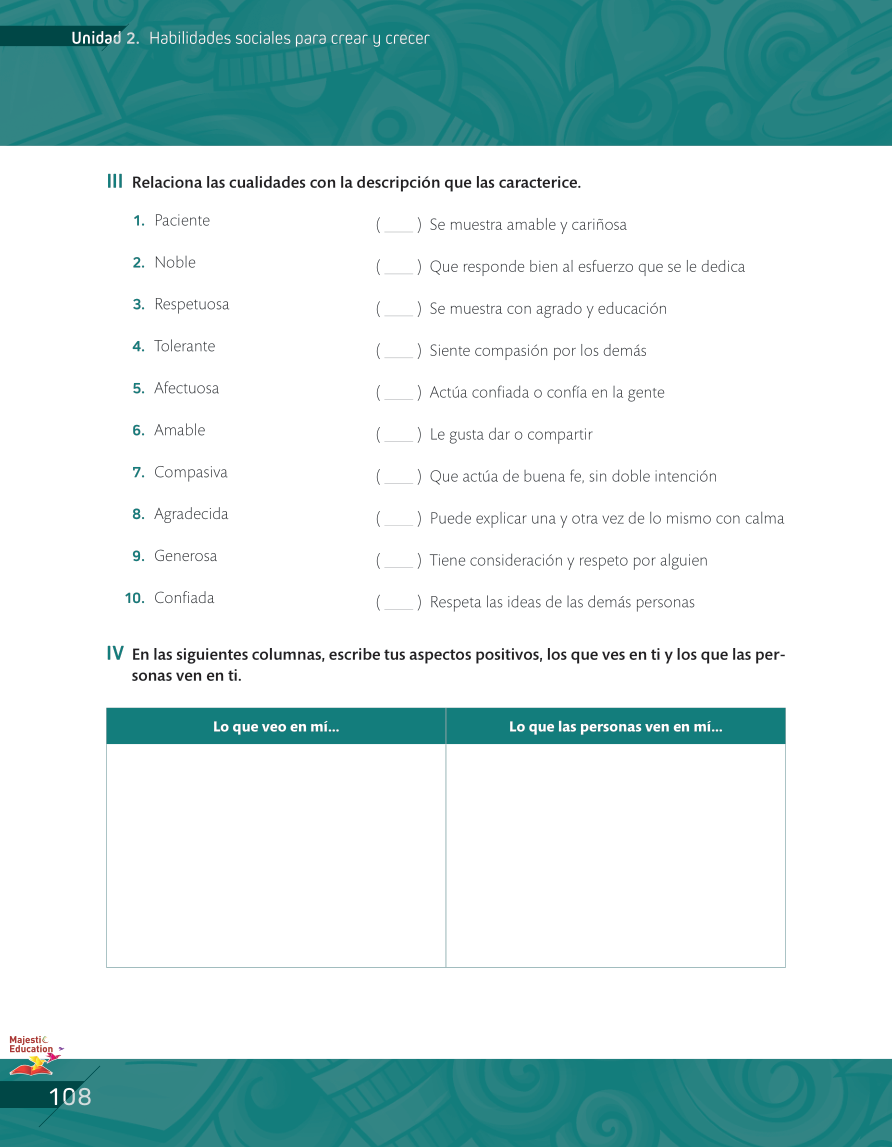 Unidad 2. Habilidades sociales para crear y crecer
III Relaciona las cualidades con la descripción que las caracterice.
1. Paciente ( ____ ) Se muestra amable y cariñosa
2. Noble ( ____ ) Que responde bien al esfuerzo que se le dedica
3. Respetuosa ( ____ ) Se muestra con agrado y educación
4. Tolerante ( ____ ) Siente compasión por los demás
5. Afectuosa ( ____ ) Actúa confiada o confía en la gente
6. Amable ( ____ ) Le gusta dar o compartir
7. Compasiva ( ____ ) Que actúa de buena fe, sin doble intención
8. Agradecida ( ____ ) Puede explicar una y otra vez de lo mismo con calma
9. Generosa ( ____ ) Tiene consideración y respeto por alguien
10. Confiada ( ____ ) Respeta las ideas de las demás personas
IV En las siguientes columnas, escribe tus aspectos positivos, los que ves en ti y los que las per-
sonas ven en ti.
Lo que veo en mí... Lo que las personas ven en mí...
Majestic
Education
108